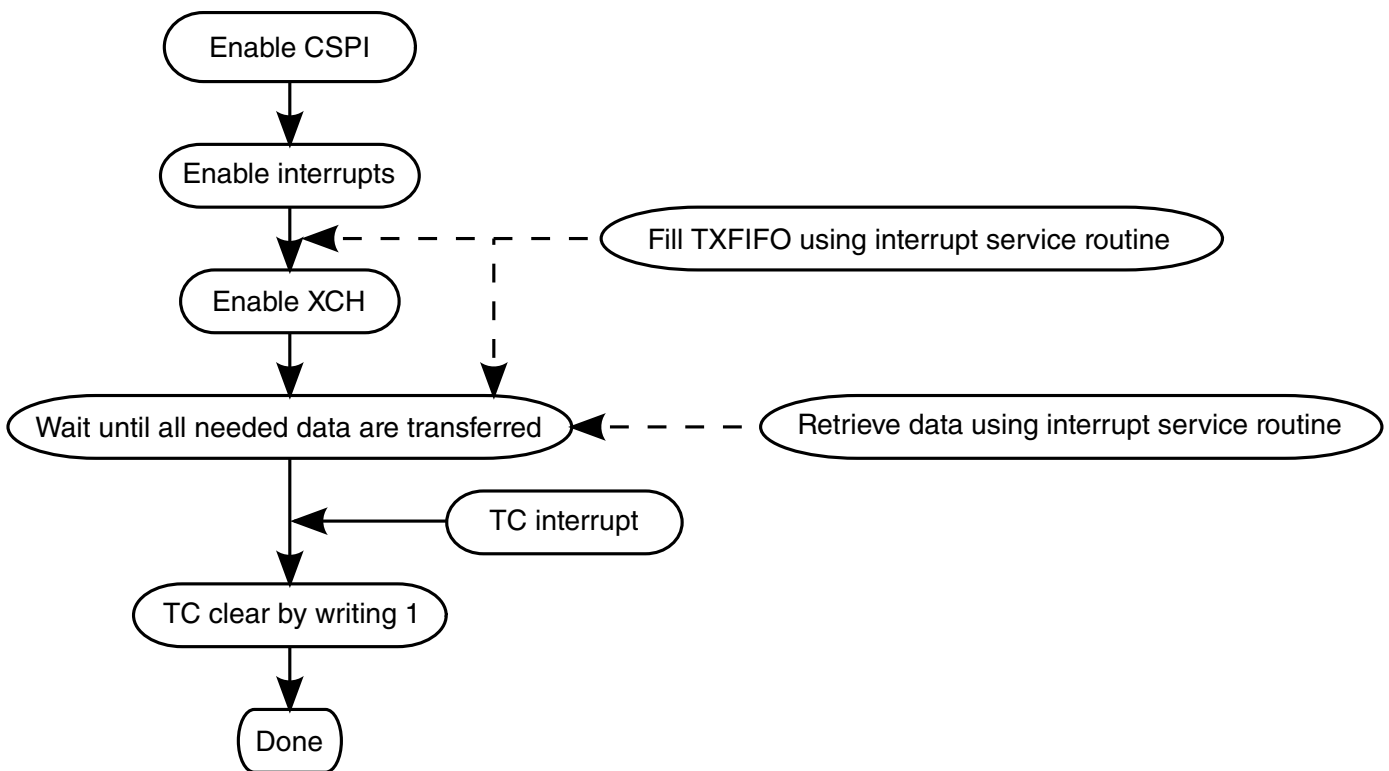 Enable CSPI
Enable interrupts
Fill TXFIFO using interrupt service routine
Enable XCH
Wait until all needed data are transferred
Retrieve data using interrupt service routine
TC interrupt
TC clear by writing 1
Done